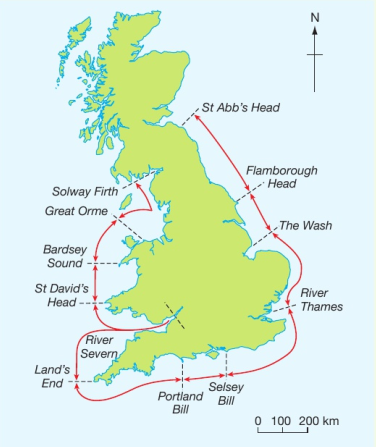 N
St Abb's Head
Flamborough
Head
Solway Firth
Great Orme
The Wash
Bardsey
Sound
St David's
Head
River
Thames
River
Severn
Land's
End
Portland
Bill
Selsey
Bill
0 100 200 km